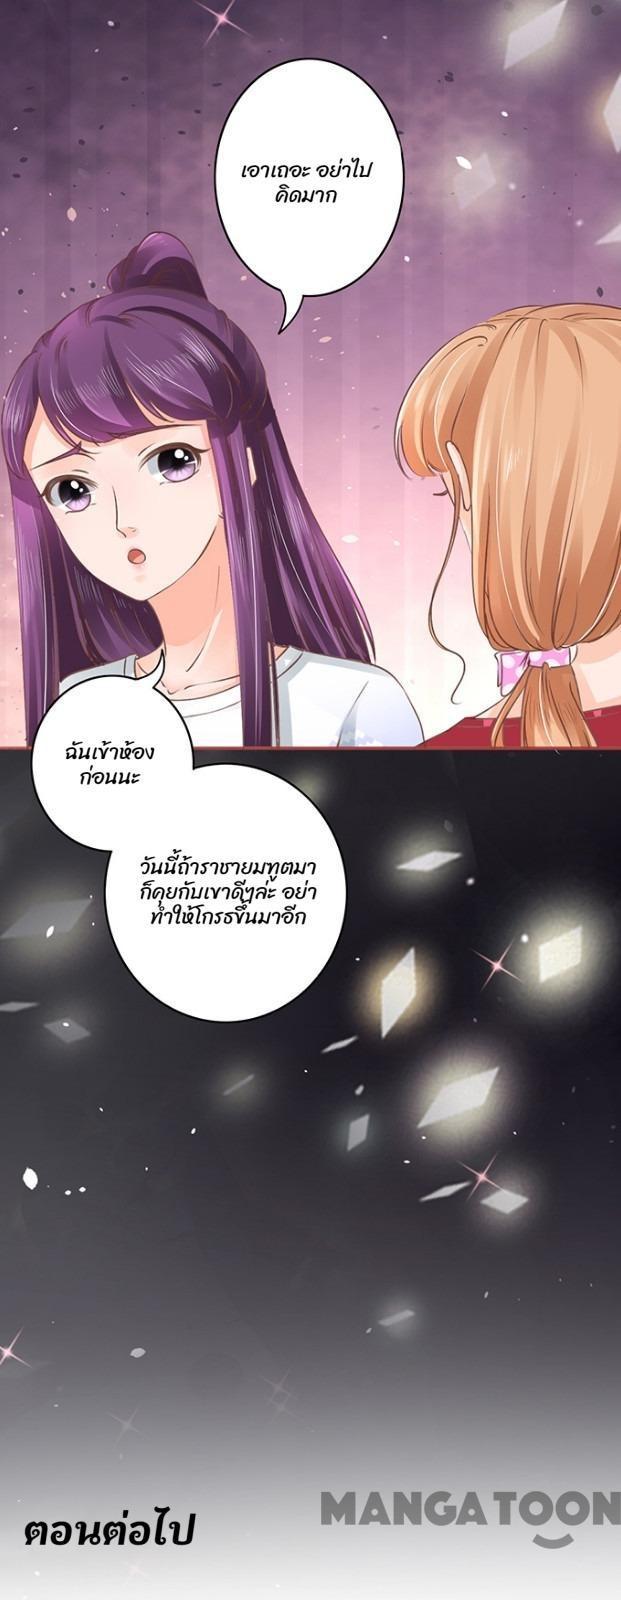 เอาเถอะ อย่าไป
คิดมาก
ฉันเข้าห้อง
ก่อนนะ
วันนี้ถ้าราชายมทูตมา
ก็คุยกับเขาดีๆล่ะ อย่า
ทำให้โกรธขึ้นมาอีก
MANGATOON
ตอนต่อไป